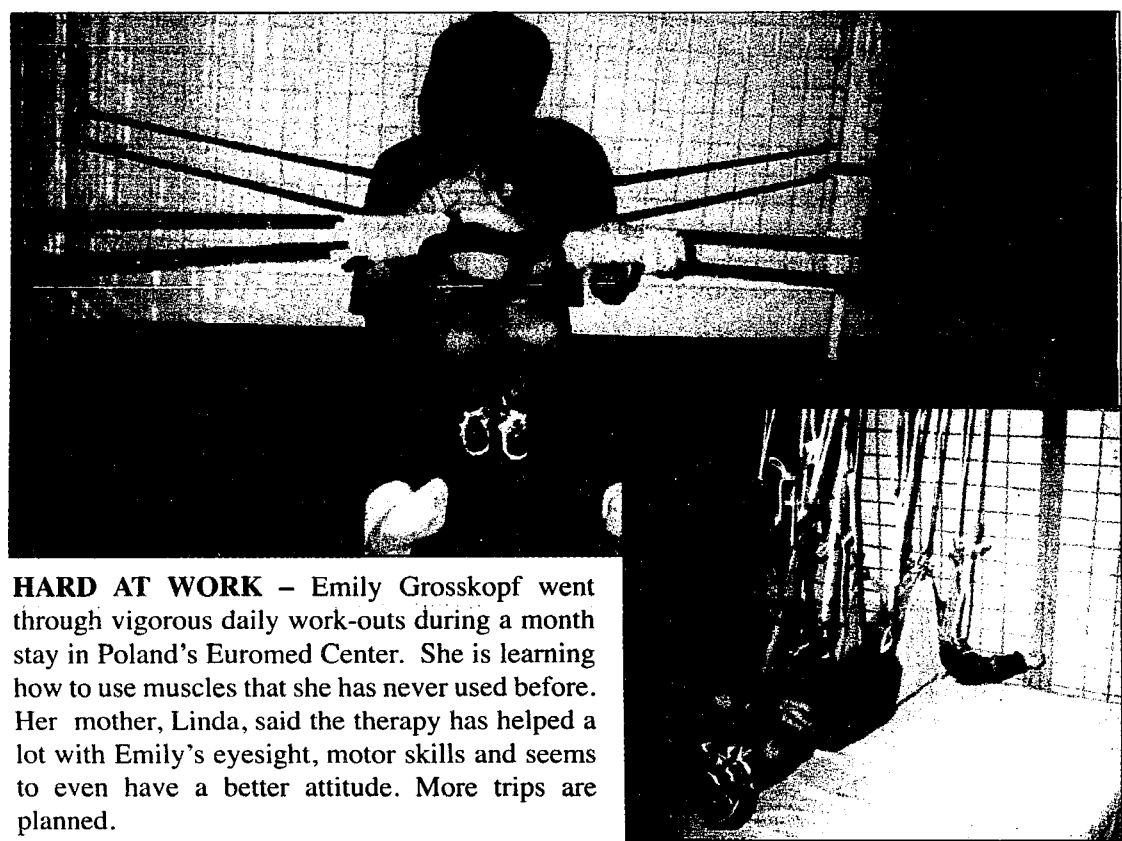 HARD AT WORK – Emily Grosskopf went
through vigorous daily work-outs during a month
stay in Poland's Euromed Center. She is learning
how to use muscles that she has never used before.
Her mother, Linda, said the therapy has helped a
lot with Emily's eyesight, motor skills and seems
to even have a better attitude. More trips are
planned.